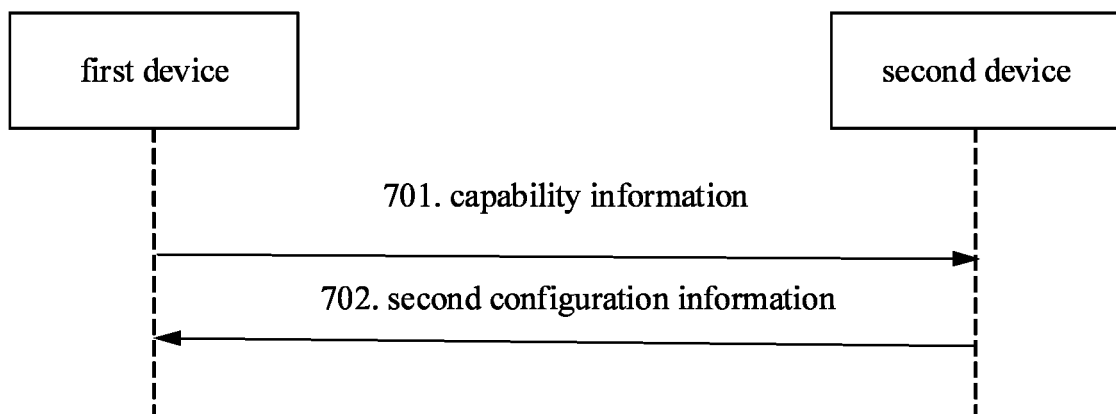 first device
second device
701. capability information
702. second configuration information